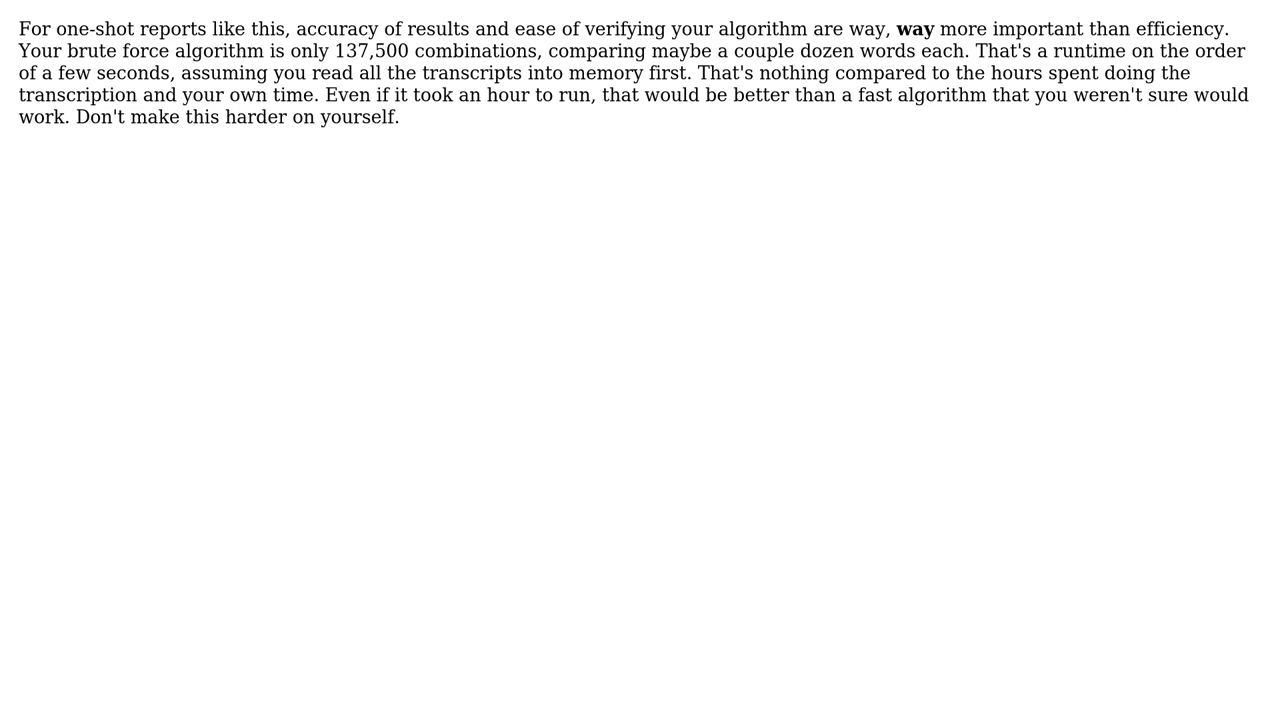 For one-shot reports like this, accuracy of results and ease of verifying your algorithm are way, way more important than efficiency.
Your brute force algorithm is only 137,500 combinations, comparing maybe a couple dozen words each. That's a runtime on the order
of a few seconds, assuming you read all the transcripts into memory first. That's nothing compared to the hours spent doing the
transcription and your own time. Even if it took an hour to run, that would be better than a fast algorithm that you weren't sure would
work. Don't make this harder on yourself.